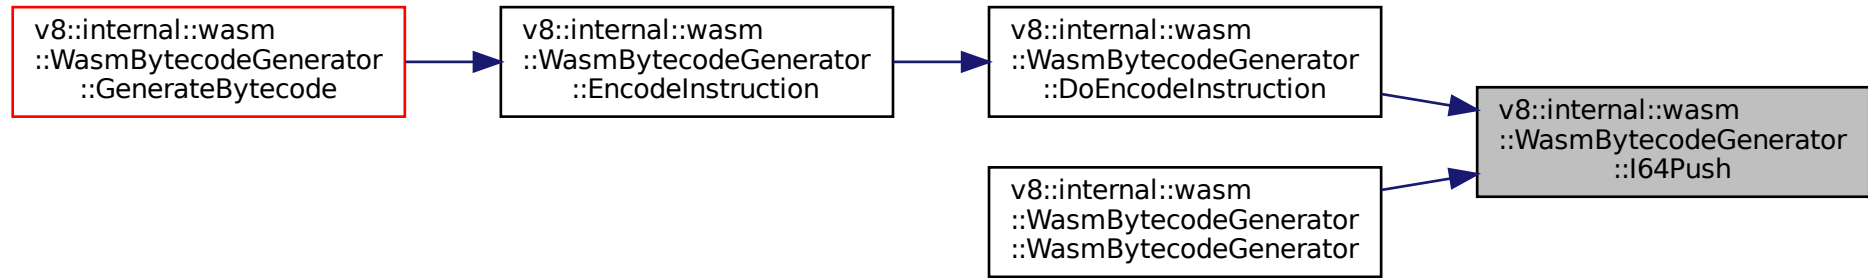 v8::internal::wasm
::WasmBytecodeGenerator
::GenerateBytecode
v8::internal::wasm
::WasmBytecodeGenerator
::EncodeInstruction
v8::internal::wasm
::WasmBytecodeGenerator
::DoEncodeInstruction
v8::internal::wasm
::WasmBytecodeGenerator
::I64Push
v8::internal::wasm
::WasmBytecodeGenerator
::WasmBytecodeGenerator